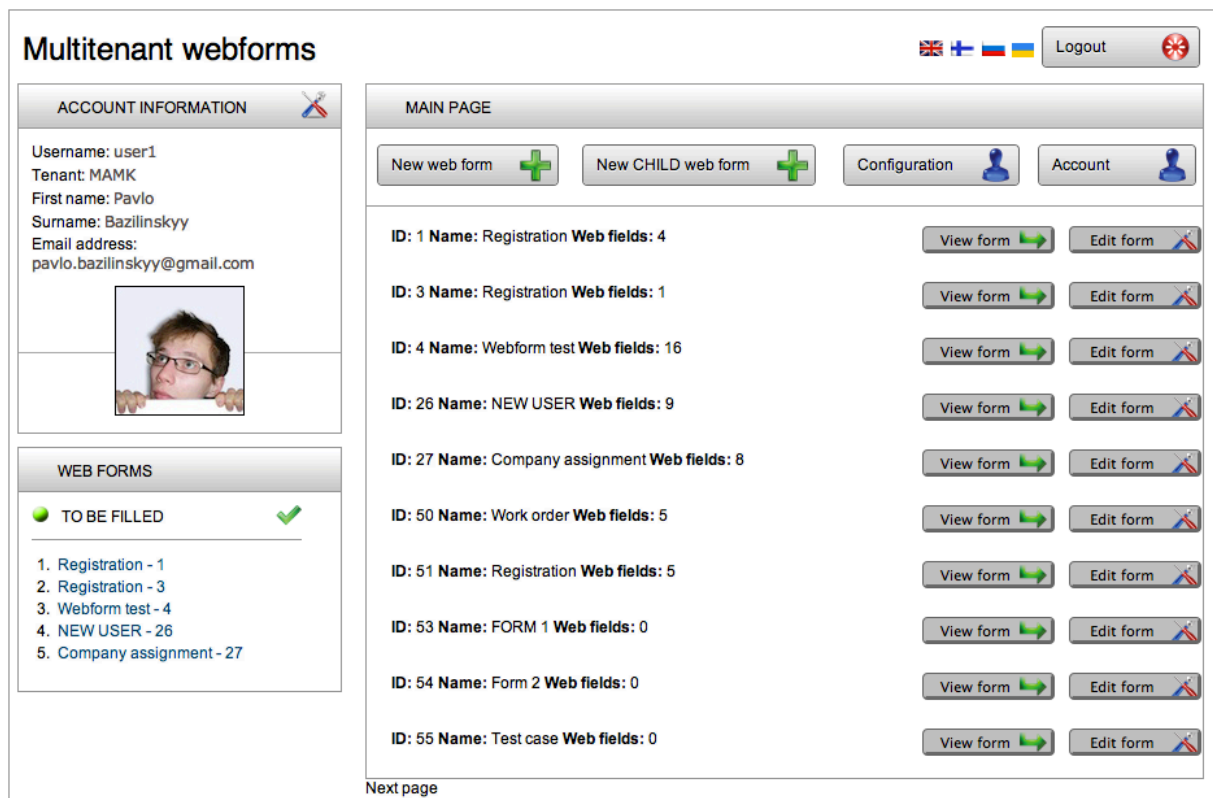 Multitenant webforms
Logout
ACCOUNT INFORMATION
Username: user1
Tenant: MAMK
First name: Pavlo
Surname: Bazilinskyy
Email address:
pavlo.bazilinskyy@gmail.com
WEB FORMS
TO BE FILLED
1. Registration - 1
2. Registration - 3
3. Webform test - 4
4. NEW USER - 26
5. Company assignment - 27
MAIN PAGE
New web form New CHILD web form Configuration Account
ID: 1 Name: Registration Web fields: 4 View form Edit form
ID: 3 Name: Registration Web fields: 1 View form Edit form
ID: 4 Name: Webform test Web fields: 16 View form Edit form
ID: 26 Name: NEW USER Web fields: 9 View form Edit form
ID: 27 Name: Company assignment Web fields: 8 View form Edit form
ID: 50 Name: Work order Web fields: 5 View form Edit form
ID: 51 Name: Registration Web fields: 5 View form Edit form
ID: 53 Name: FORM 1 Web fields: 0 View form Edit form
ID: 54 Name: Form 2 Web fields: 0 View form Edit form
ID: 55 Name: Test case Web fields: 0 View form Edit form
Next page